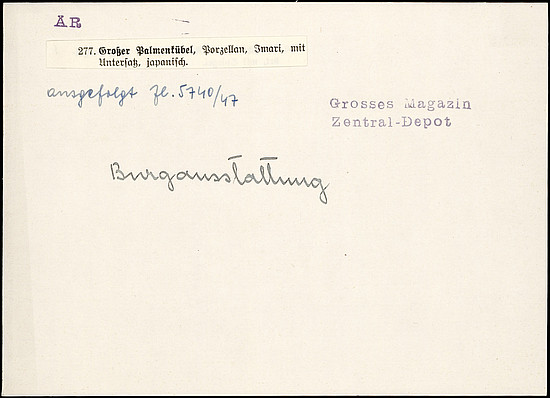 ÄR
277. Großer Palmenkübel, Porzellan, Imari, mit
Untersatz, japanisch.
ausgefolgt Zl. 5740/47
Grosses Magazin
Zentral-Depot
Burgausstattung